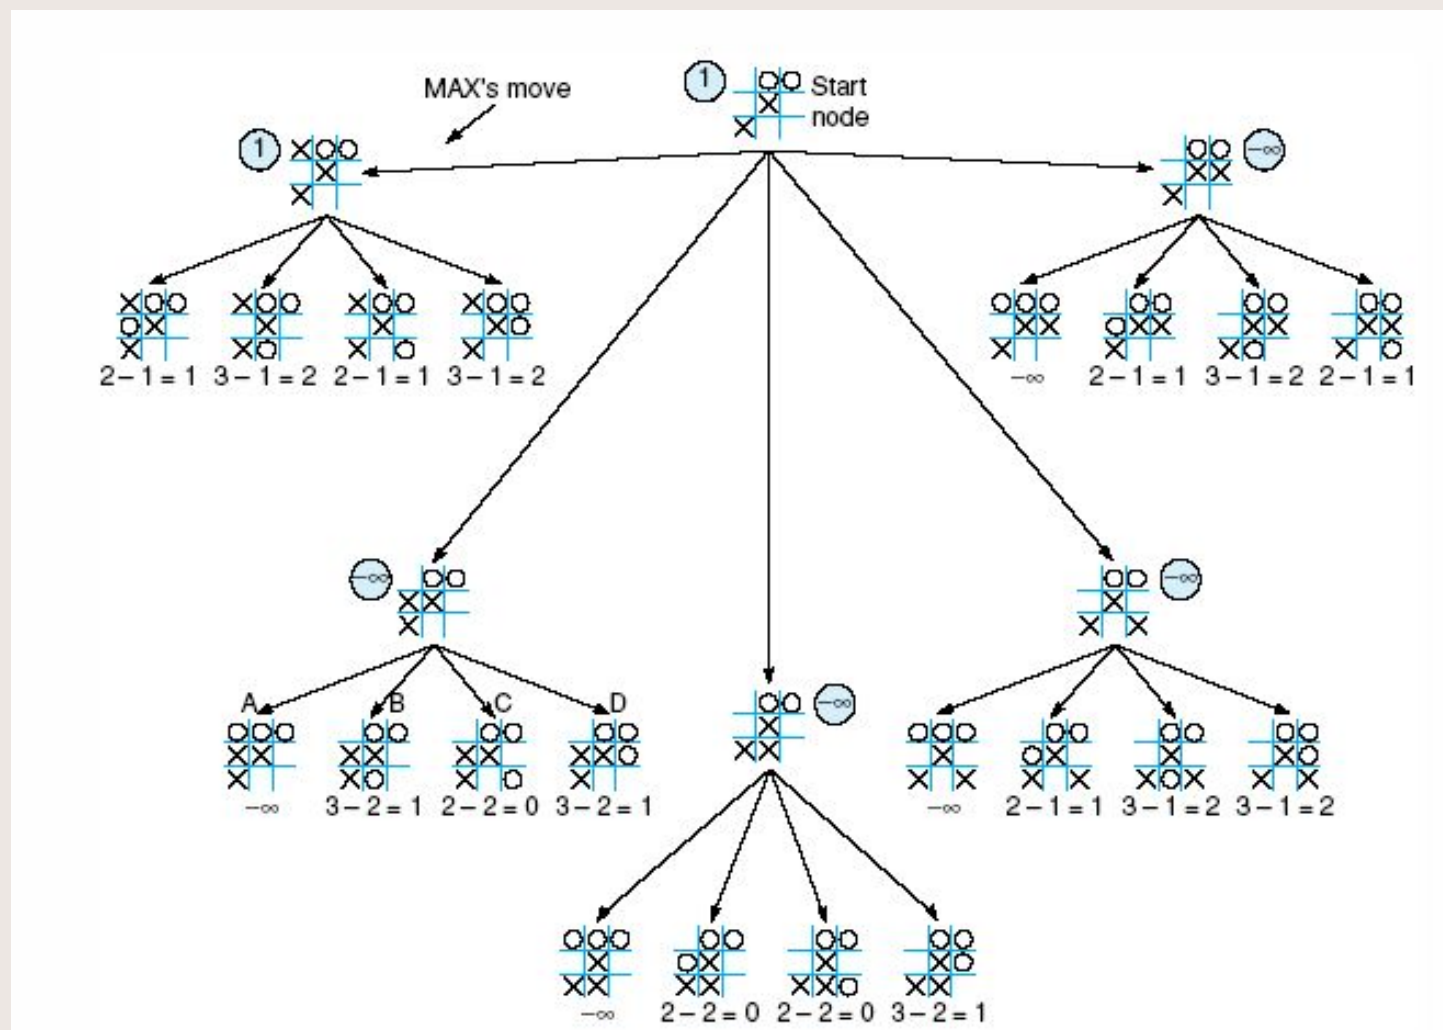 MAX's move
1
Start
node
1
−∞
2 − 1 = 1 3 − 1 = 2 2 − 1 = 1 3 − 1 = 2
−∞ 2 − 1 = 1 3 − 1 = 2 2 − 1 = 1
−∞
−∞
A B C D
−∞
−∞ 3 − 2 = 1 2 − 2 = 0 3 − 2 = 1
−∞ 2 − 1 = 1 3 − 1 = 2 3 − 1 = 2
−∞ 2 − 2 = 0 2 − 2 = 0 3 − 2 = 1